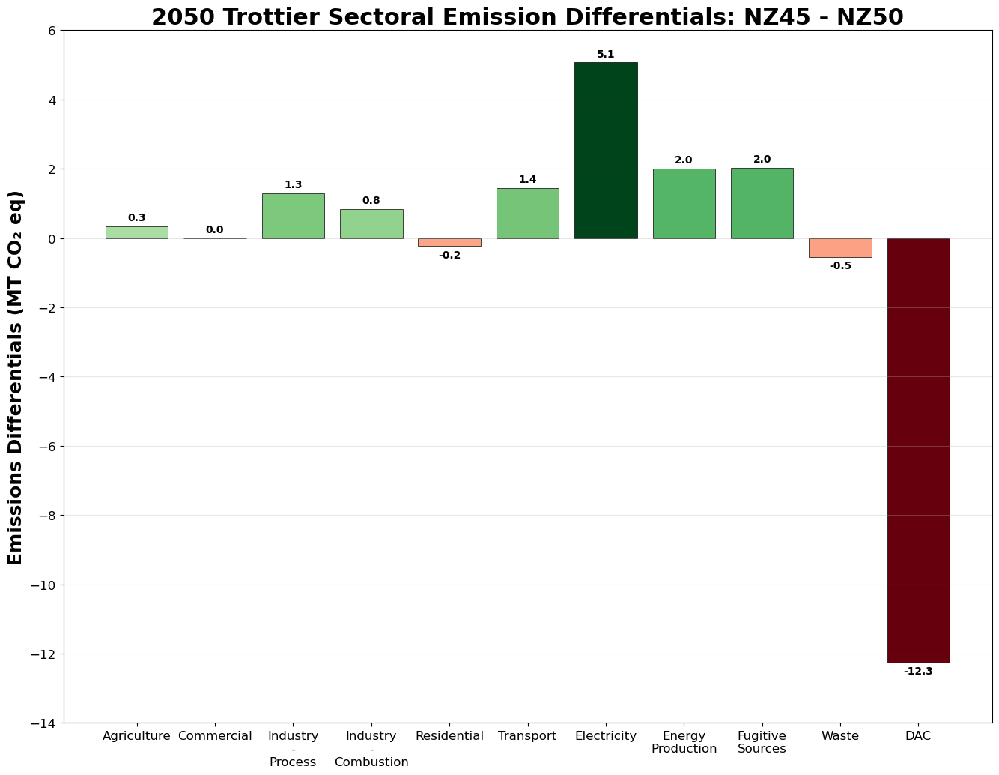 2050 Trottier Sectoral Emission Differentials: NZ45 - NZ50
Emissions Differentials (MT CO₂ eq)
6
4
2
0
−2
−4
−6
−8
−10
−12
−14
0.3
0.0
1.3
0.8
-0.2
1.4
5.1
2.0
2.0
-0.5
-12.3
Agriculture
Commercial
Industry
-
Process
Industry
-
Combustion
Residential
Transport
Electricity
Energy
Production
Fugitive
Sources
Waste
DAC